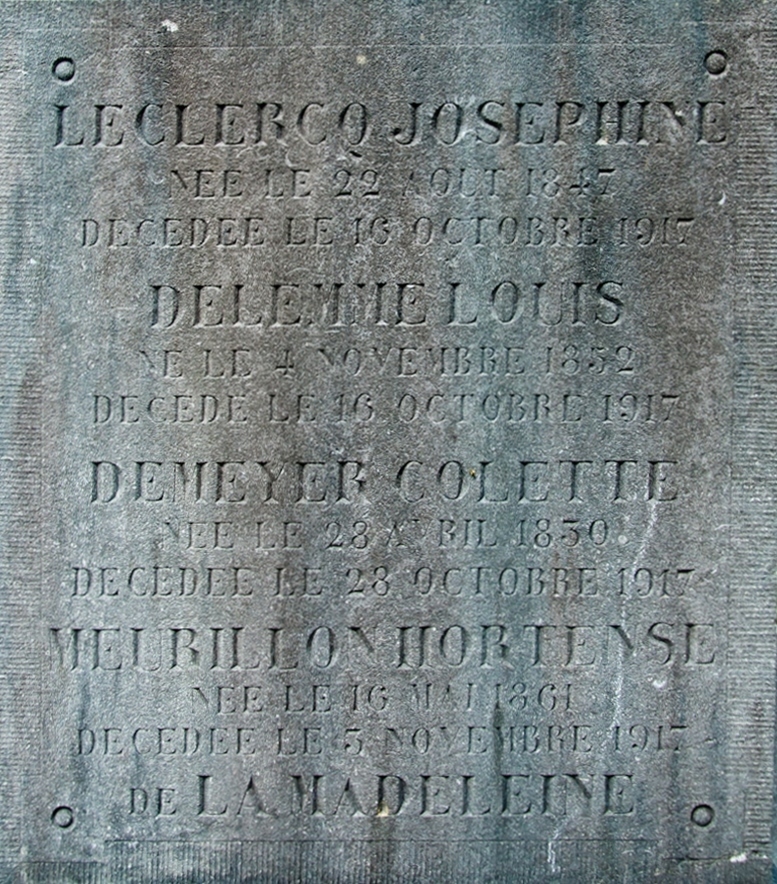 LECLERCQ JOSEPHINE
NEE LE 22 AOUT 1847
DECEDEE LE 16 OCTOBRE 1917
DELEMME LOUIS
NE LE 4 NOVEMBRE 1852
DECEDE LE 16 OCTOBRE 1917
DEMEYER COLETTE
NEE LE 28 AVRIL 1830
DECEDEE LE 28 OCTOBRE 1917
MEURILLON HORTENSE
NEE LE 16 MAI 1861
DECEDEE LE 3 NOVEMBRE 1917
DE LA MADELEINE